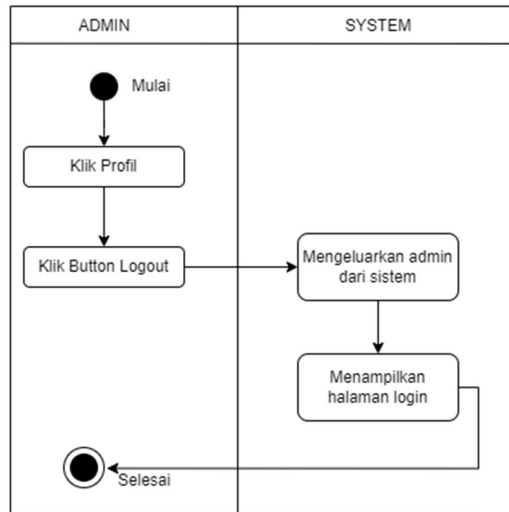 ADMIN
SYSTEM
Mulai
Klik Profil
Klik Button Logout
Mengeluarkan admin
dari sistem
Menampilkan
halaman login
Selesai